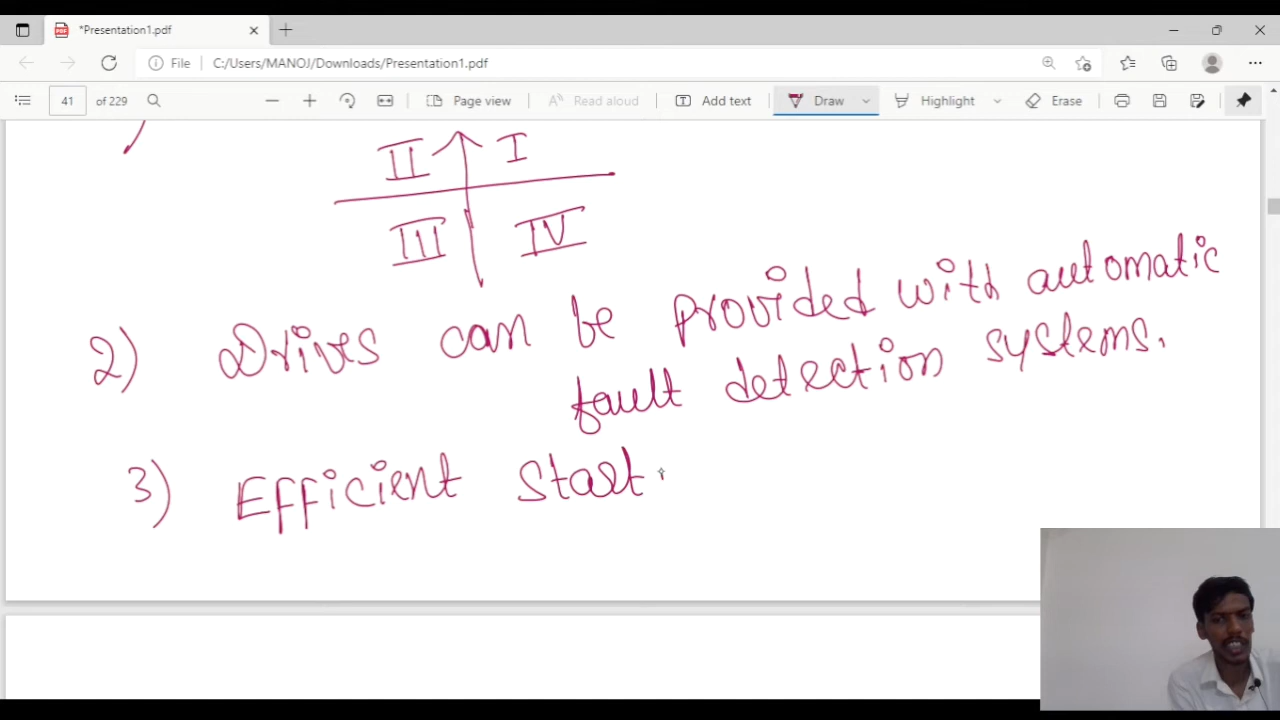 *Presentation1.pdf
File C:/Users/MANOJ/Downloads/Presentation1.pdf
41 of 229 Page view Read aloud Add text Draw Highlight Erase
II I
III IV
2) Drives can be provided with automatic
fault detection systems.
3) Efficient Start